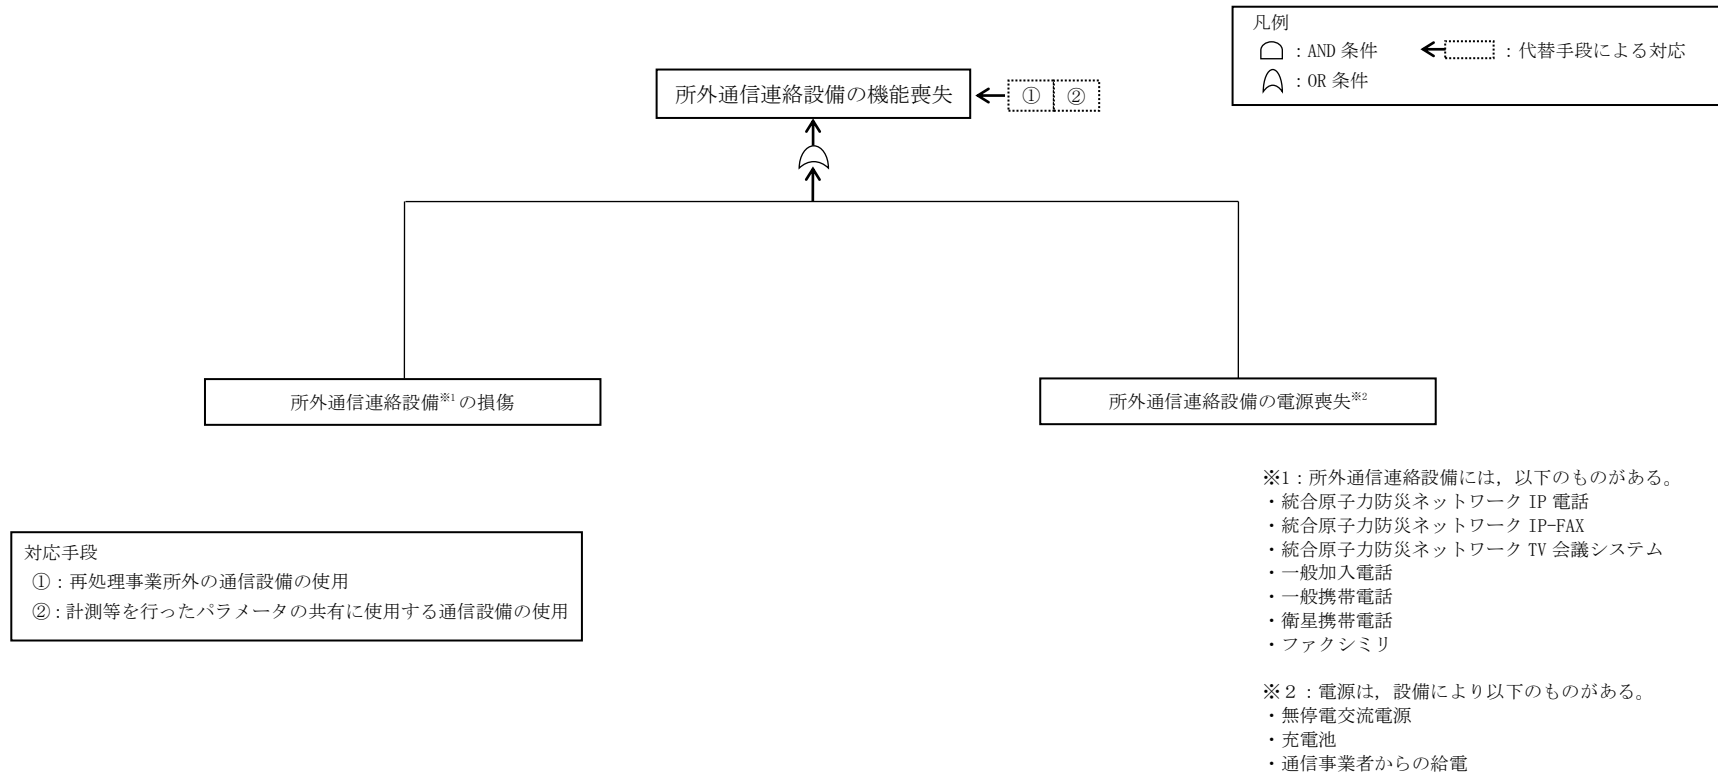 凡例
：AND 条件
：代替手段による対応
：OR 条件
所外通信連絡設備の機能喪失
① ②
所外通信連絡設備※1の損傷
所外通信連絡設備の電源喪失※2
対応手段
①：再処理事業所外の通信設備の使用
②：計測等を行ったパラメータの共有に使用する通信設備の使用
※1：所外通信連絡設備には，以下のものがある。
・統合原子力防災ネットワーク IP 電話
・統合原子力防災ネットワーク IP-FAX
・統合原子力防災ネットワーク TV 会議システム
・一般加入電話
・一般携帯電話
・衛星携帯電話
・ファクシミリ
※２：電源は，設備により以下のものがある。
・無停電交流電源
・充電池
・通信事業者からの給電